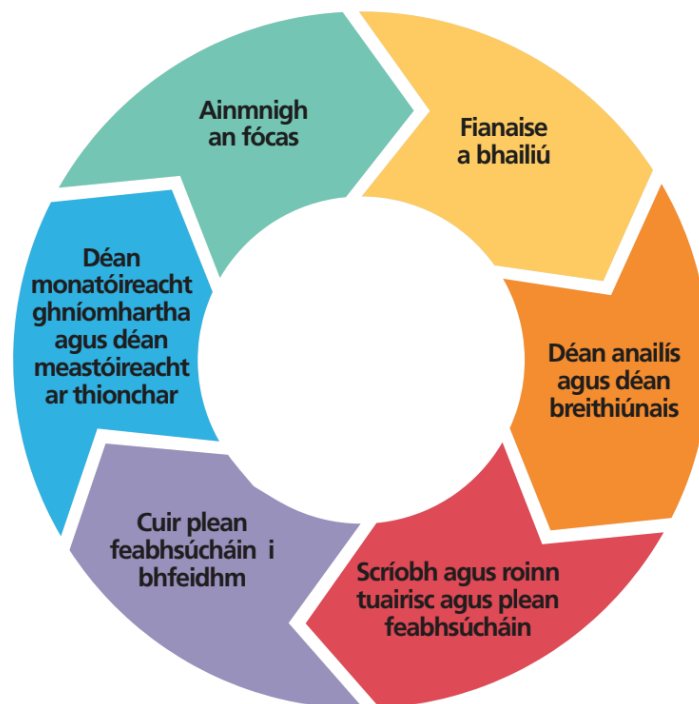 Ainmnigh
an fócas
Fianaise
a bhailiú
Déan anailís
agus déan
breithiúnais
Scríobh agus roinn
tuairisc agus plean
feabhsúcháin
Cuir plean
feabhsúcháin i
bhfeidhm
Déan
monatóireacht
ghníomhartha
agus déan
meastóireacht
ar thionchar